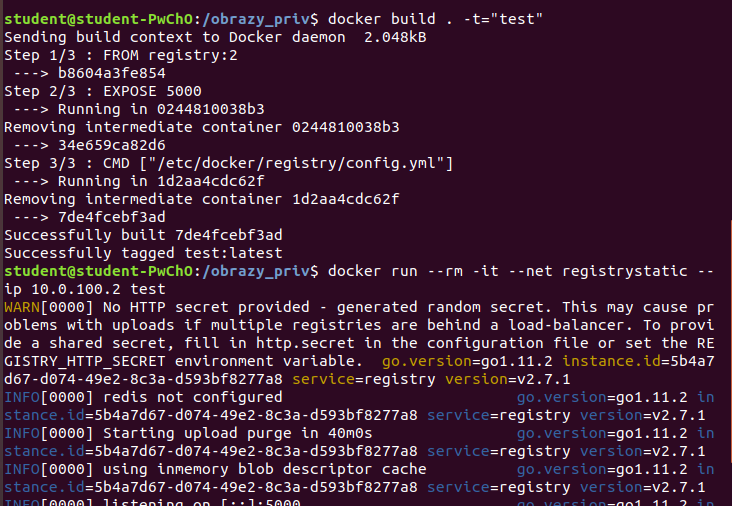 student@student-PwChO:/obrazy_priv$ docker build . -t="test"
Sending build context to Docker daemon  2.048kB
Step 1/3 : FROM registry:2
 ---> b8604a3fe854
Step 2/3 : EXPOSE 5000
 ---> Running in 0244810038b3
Removing intermediate container 0244810038b3
 ---> 34e659ca82d6
Step 3/3 : CMD ["/etc/docker/registry/config.yml"]
 ---> Running in 1d2aa4cdc62f
Removing intermediate container 1d2aa4cdc62f
 ---> 7de4fcebf3ad
Successfully built 7de4fcebf3ad
Successfully tagged test:latest
student@student-PwChO:/obrazy_priv$ docker run --rm -it --net registrystatic --
ip 10.0.100.2 test
WARN[0000] No HTTP secret provided - generated random secret. This may cause pr
oblems with uploads if multiple registries are behind a load-balancer. To provi
de a shared secret, fill in http.secret in the configuration file or set the RE
GISTRY_HTTP_SECRET environment variable.  go.version=go1.11.2 instance.id=5b4a7
d67-d074-49e2-8c3a-d593bf8277a8 service=registry version=v2.7.1
INFO[0000] redis not configured                          go.version=go1.11.2 in
stance.id=5b4a7d67-d074-49e2-8c3a-d593bf8277a8 service=registry version=v2.7.1
INFO[0000] Starting upload purge in 40m0s                go.version=go1.11.2 in
stance.id=5b4a7d67-d074-49e2-8c3a-d593bf8277a8 service=registry version=v2.7.1
INFO[0000] using inmemory blob descriptor cache          go.version=go1.11.2 in
stance.id=5b4a7d67-d074-49e2-8c3a-d593bf8277a8 service=registry version=v2.7.1
INFO[0000] listening on [::]:5000                        go.version=go1.11.2 in